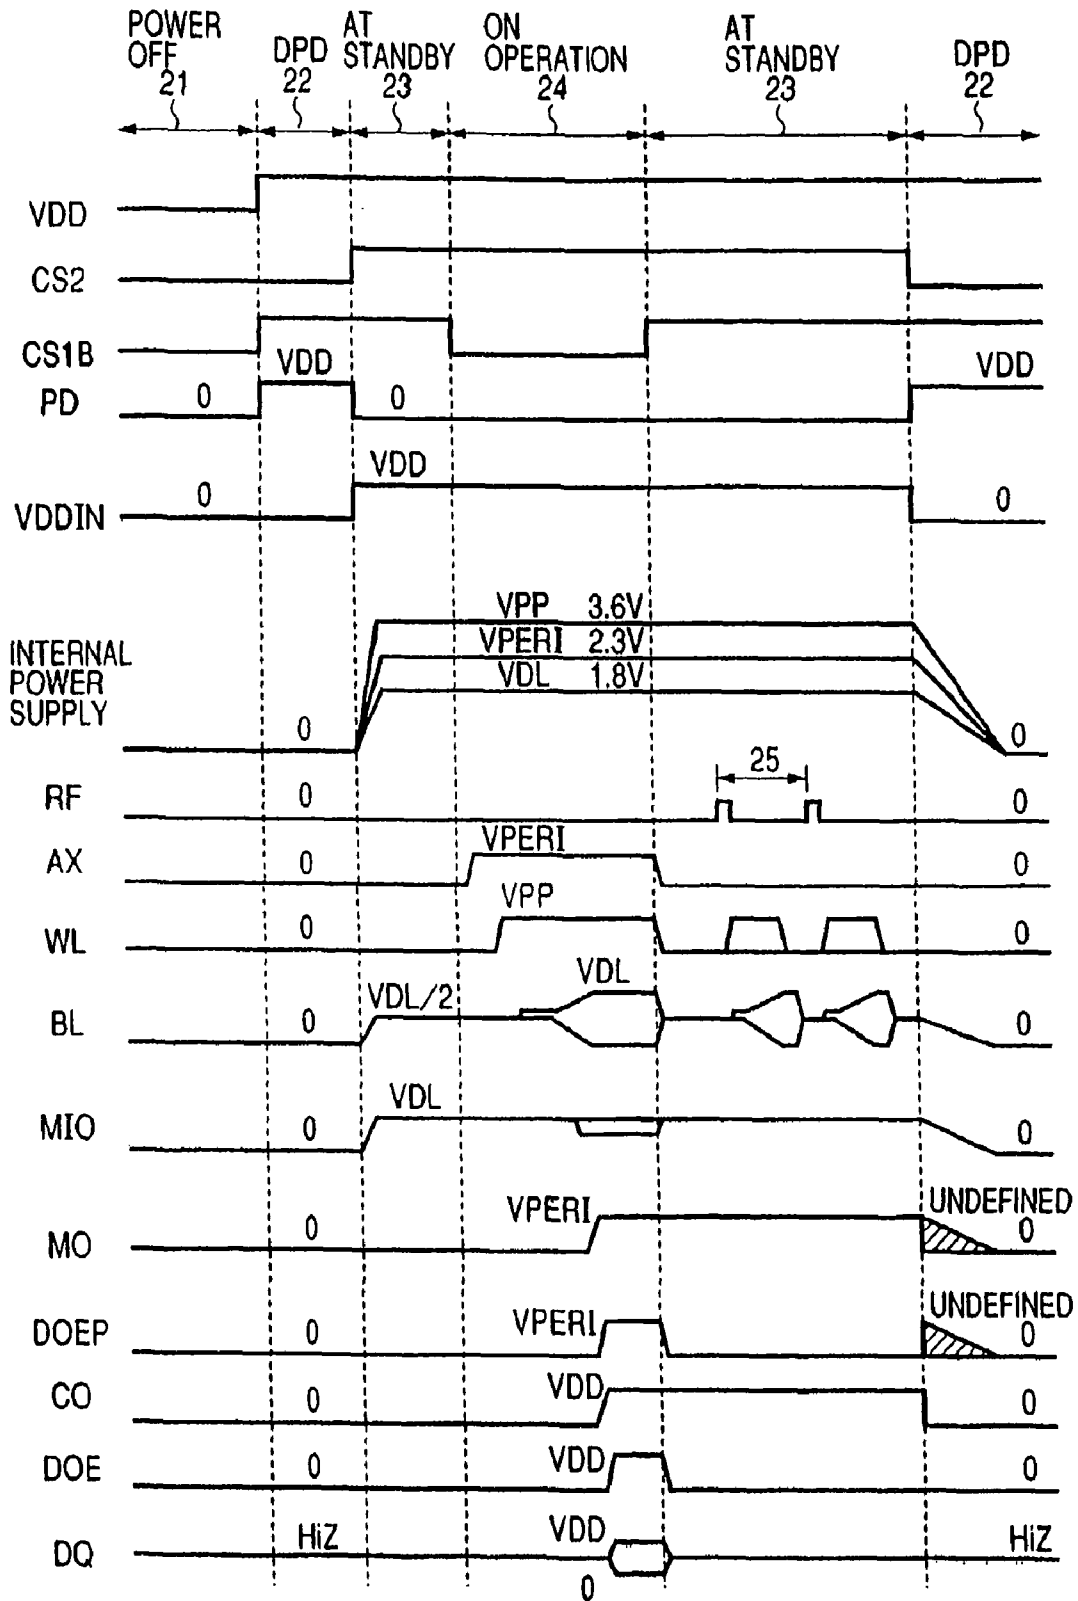 POWER
OFF
21
DPD
22
AT
STANDBY
23
ON
OPERATION
24
AT
STANDBY
23
DPD
22
VDD
CS2
CS1B
VDD
VDD
PD
0
0
VDD
VDDIN
0
0
VPP 3.6V
VPERI 2.3V
VDL 1.8V
INTERNAL
POWER
SUPPLY
0
0
RF
0
25
0
AX
0
VPERI
0
WL
0
VPP
0
BL
0
VDL/2
VDL
0
MIO
0
VDL
0
MO
0
VPERI
UNDEFINED
0
DOEP
0
VPERI
UNDEFINED
0
CO
0
VDD
0
DOE
0
VDD
0
DQ
HiZ
VDD
0
HiZ